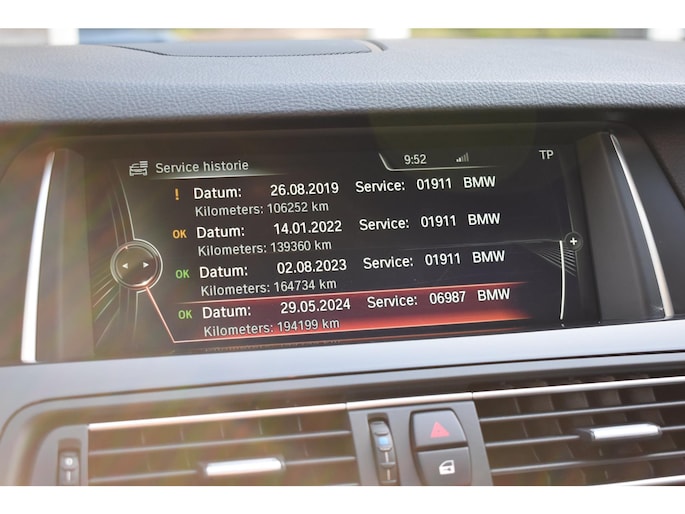 Service historie 9:52 TP
! Datum: 26.08.2019 Service: 01911 BMW
Kilometers: 106252 km
OK Datum: 14.01.2022 Service: 01911 BMW
Kilometers: 139360 km
OK Datum: 02.08.2023 Service: 01911 BMW
Kilometers: 164734 km
OK Datum: 29.05.2024 Service: 06987 BMW
Kilometers: 194199 km